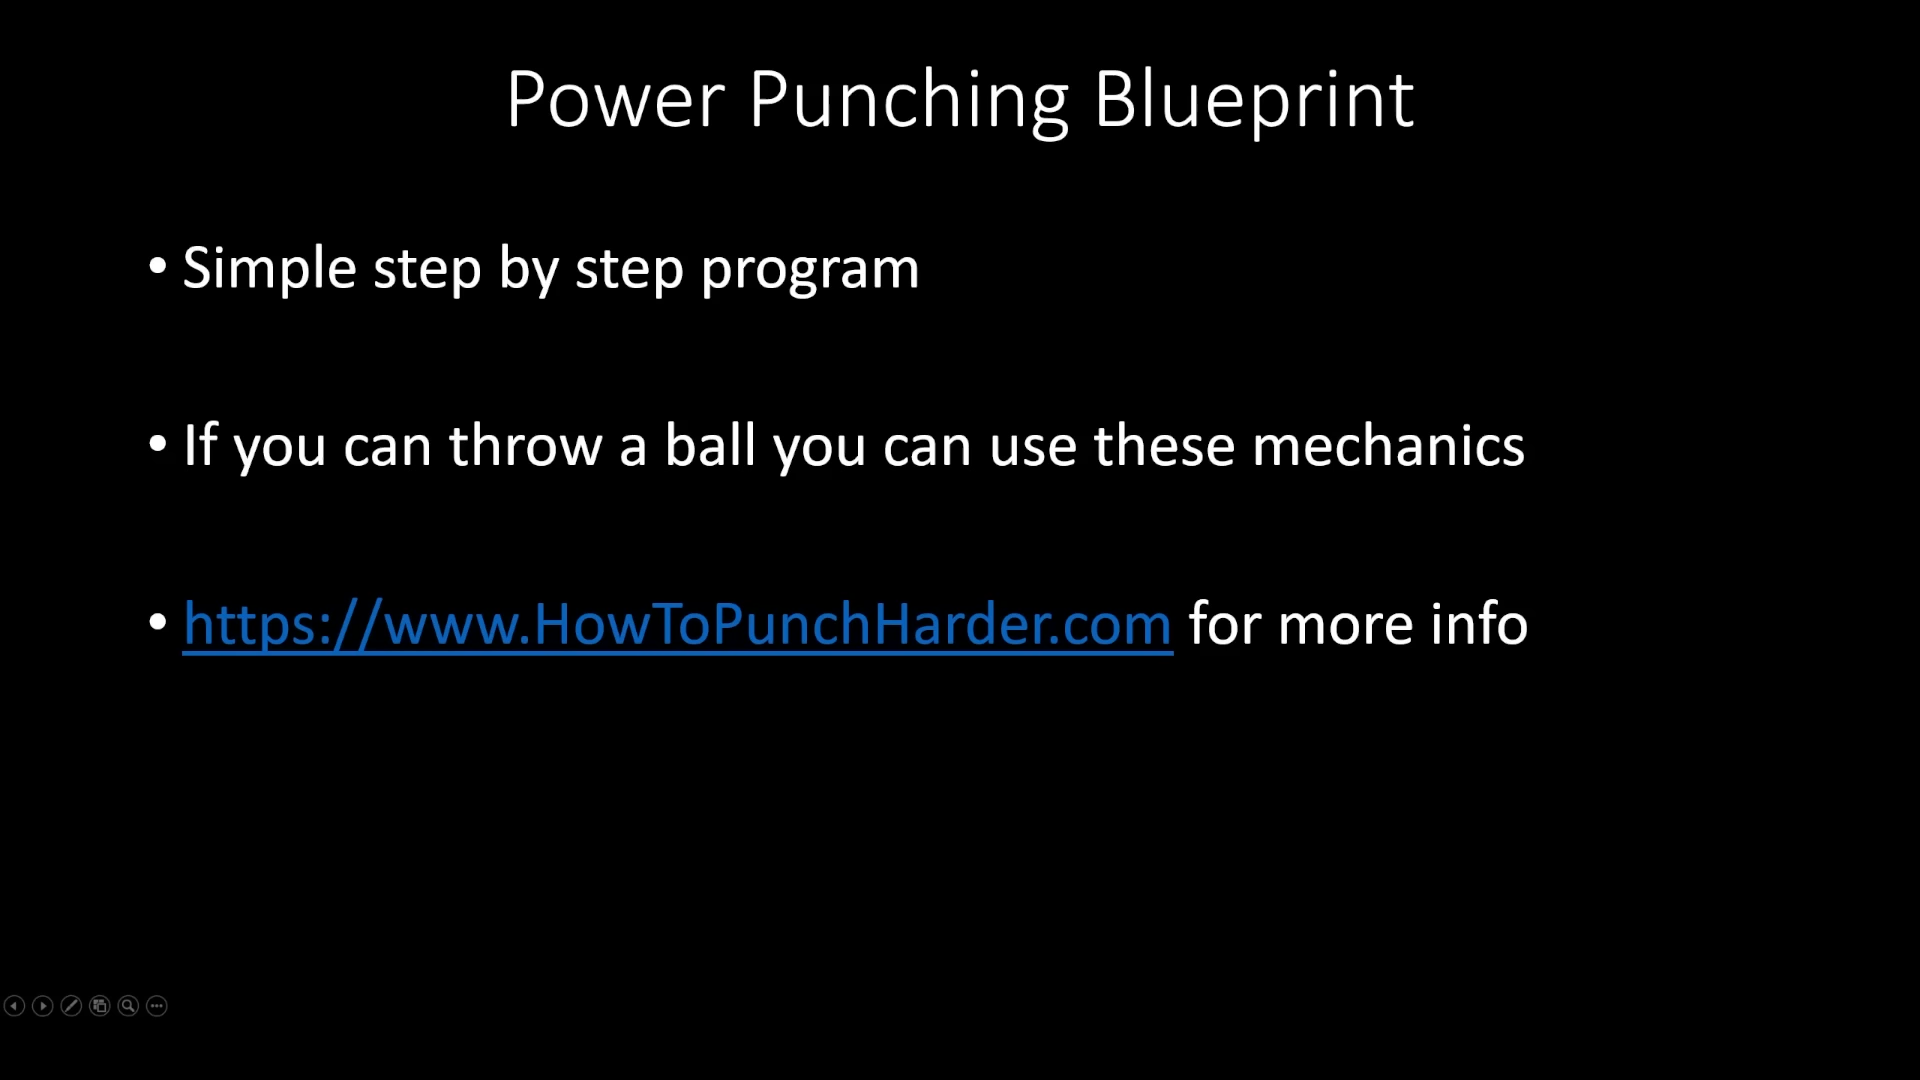 Power Punching Blueprint
• Simple step by step program
• If you can throw a ball you can use these mechanics
• https://www.HowToPunchHarder.com for more info